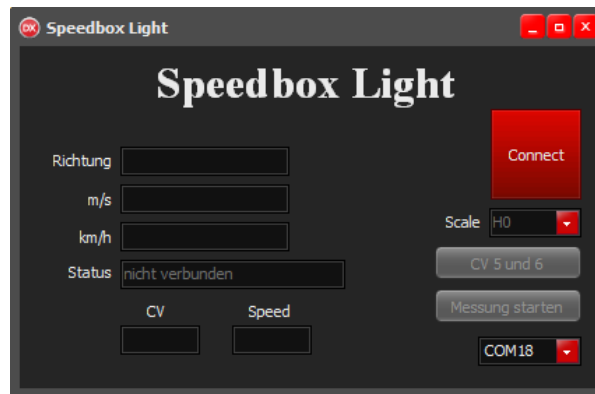 DX Speedbox Light
Speedbox Light
Connect
Richtung
m/s
Scale H0
km/h
CV 5 und 6
Status nicht verbunden
Messung starten
CV Speed
COM18